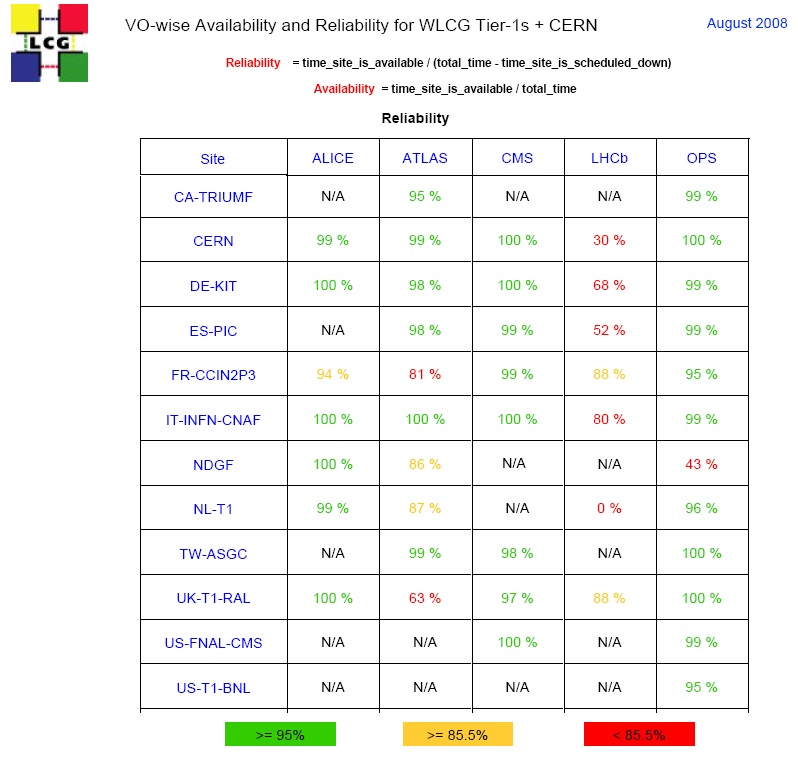 LCG
VO-wise Availability and Reliability for WLCG Tier-1s + CERN
August 2008
Reliability = time_site_is_available / (total_time - time_site_is_scheduled_down)
Availability = time_site_is_available / total_time
Reliability
Site ALICE ATLAS CMS LHCb OPS
CA-TRIUMF N/A 95 % N/A N/A 99 %
CERN 99 % 99 % 100 % 30 % 100 %
DE-KIT 100 % 98 % 100 % 68 % 99 %
ES-PIC N/A 98 % 99 % 52 % 99 %
FR-CCIN2P3 94 % 81 % 99 % 88 % 95 %
IT-INFN-CNAF 100 % 100 % 100 % 80 % 99 %
NDGF 100 % 86 % N/A N/A 43 %
NL-T1 99 % 87 % N/A 0 % 96 %
TW-ASGC N/A 99 % 98 % N/A 100 %
UK-T1-RAL 100 % 63 % 97 % 88 % 100 %
US-FNAL-CMS N/A N/A 100 % N/A 99 %
US-T1-BNL N/A N/A N/A N/A 95 %
>= 95% >= 85.5% < 85.5%